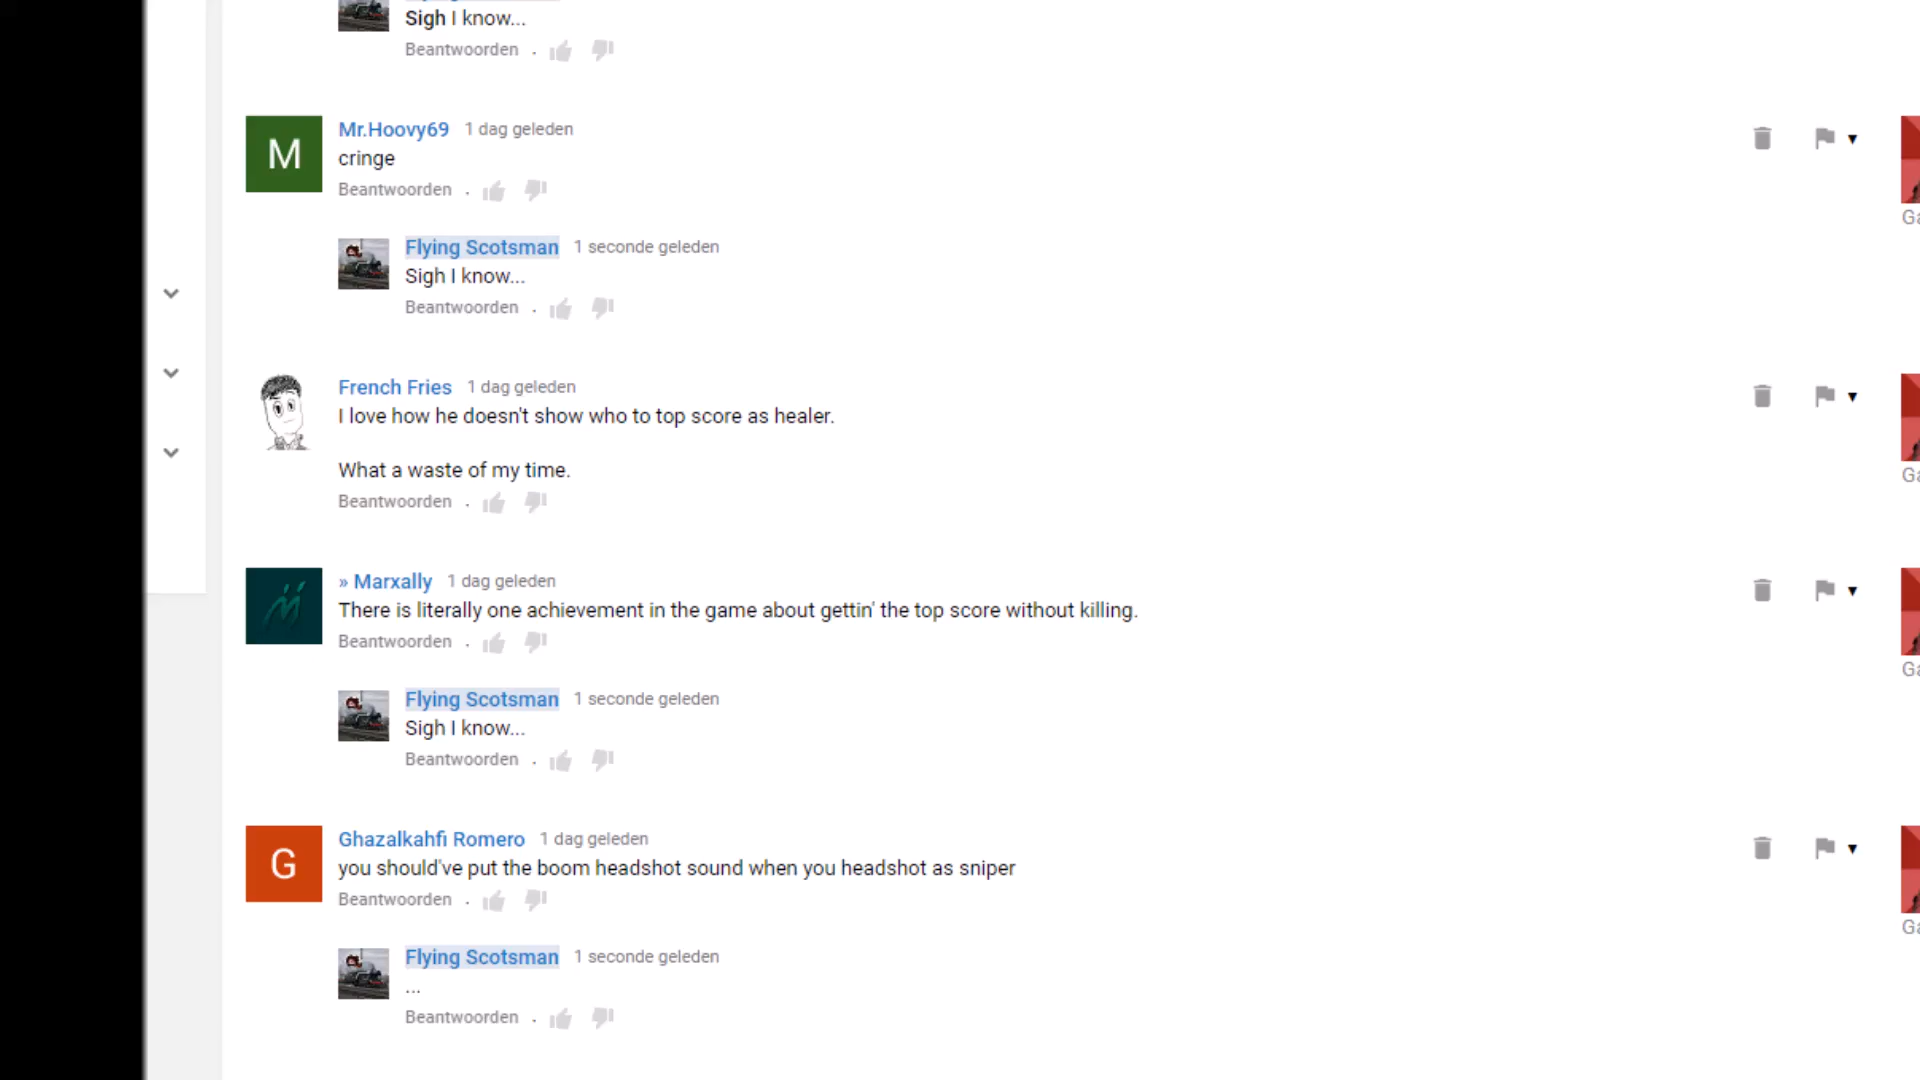 Sigh I know...
Beantwoorden .
M
Mr.Hoovy69 1 dag geleden
cringe
Beantwoorden .
Flying Scotsman 1 seconde geleden
Sigh I know...
Beantwoorden .
French Fries 1 dag geleden
I love how he doesn't show who to top score as healer.
What a waste of my time.
Beantwoorden .
» Marxally 1 dag geleden
There is literally one achievement in the game about gettin' the top score without killing.
Beantwoorden .
Flying Scotsman 1 seconde geleden
Sigh I know...
Beantwoorden .
G
Ghazalkahfi Romero 1 dag geleden
you should've put the boom headshot sound when you headshot as sniper
Beantwoorden .
Flying Scotsman 1 seconde geleden
...
Beantwoorden .